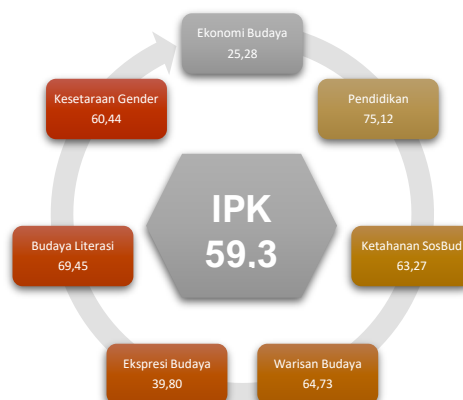 Ekonomi Budaya
25,28
Pendidikan
75,12
Ketahanan SosBud
63,27
Warisan Budaya
64,73
Ekspresi Budaya
39,80
Budaya Literasi
69,45
Kesetaraan Gender
60,44
IPK
59.3